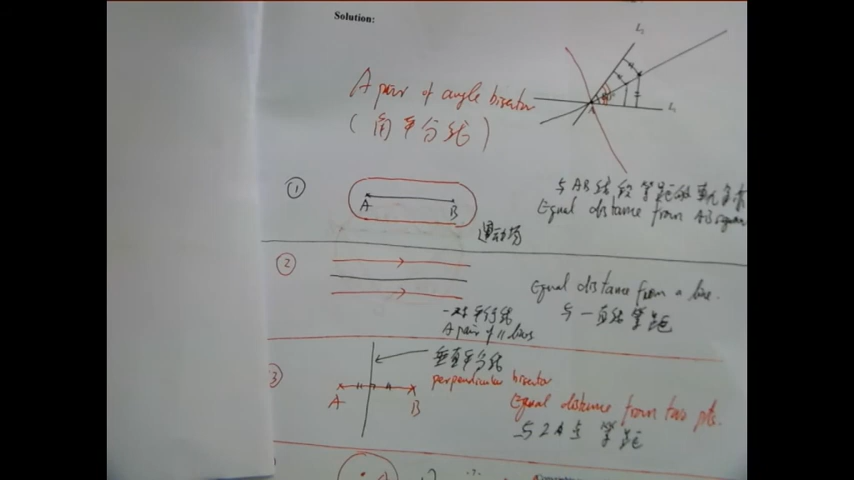 Solution:
L₂
L₁
A
A pair of angle bisector
(角平分线)
①
A
B
与AB线段等距的轨迹
Equal distance from AB
运动场
②
Equal distance from a line.
与一直线等距
一对平行线
A pair of // lines
③
垂直平分线
perpendicular bisector
A
B
Equal distance from two pts.
与2点等距